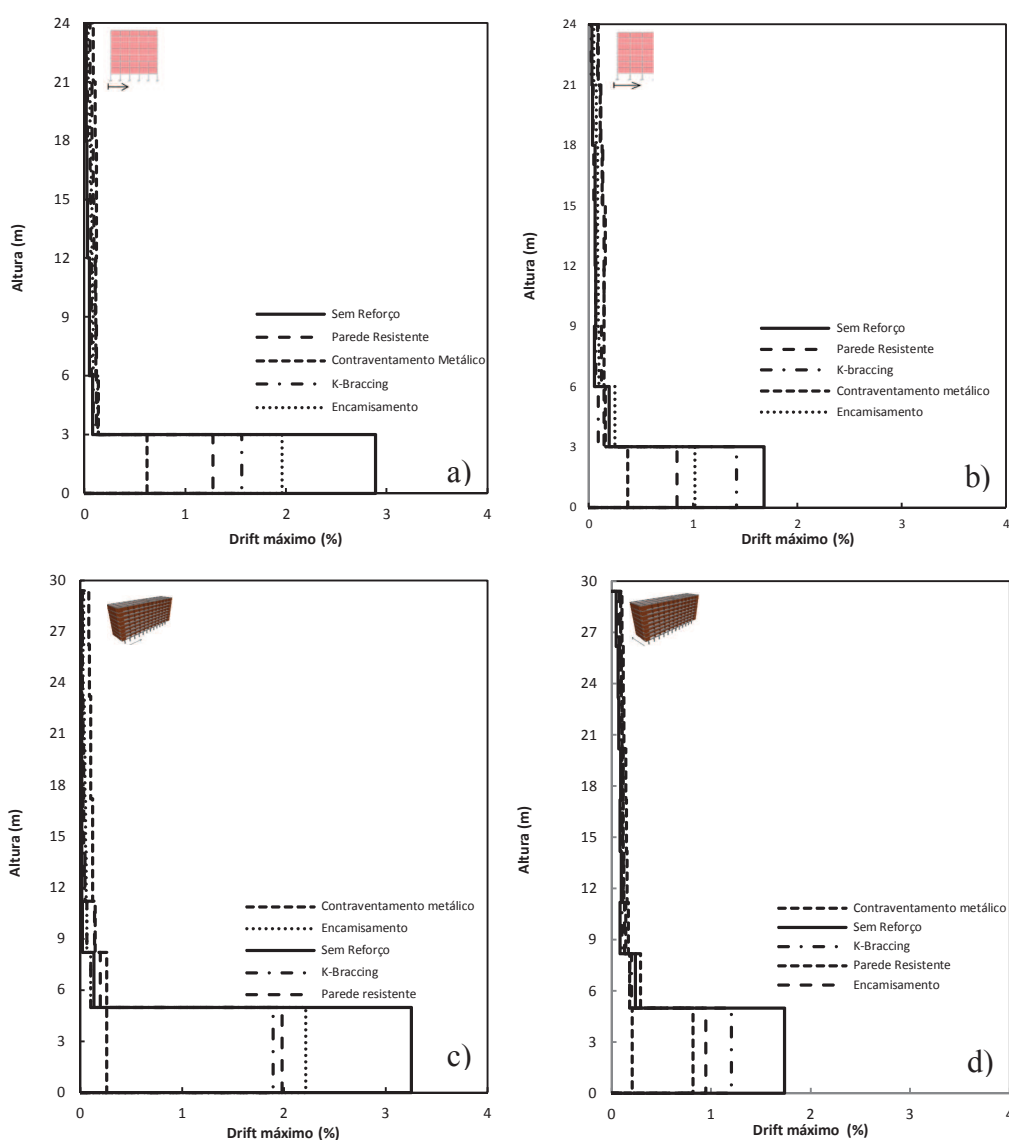 24
21
18
15
12
9
6
3
0
Altura (m)
Sem Reforço
Parede Resistente
Contraventamento Metálico
K-Braccing
Encamisamento
a)
0 1 2 3 4
Drift máximo (%)
24
21
18
15
12
9
6
3
0
Altura (m)
Sem Reforço
Parede Resistente
K-braccing
Contraventamento metálico
Encamisamento
b)
0 1 2 3 4
Drift máximo (%)
30
27
24
21
18
15
12
9
6
3
0
Altura (m)
Contraventamento metálico
Encamisamento
Sem Reforço
K-Braccing
Parede resistente
c)
0 1 2 3 4
Drift máximo (%)
30
27
24
21
18
15
12
9
6
3
0
Altura (m)
Contraventamento metálico
Sem Reforço
K-Braccing
Parede Resistente
Encamisamento
d)
0 1 2 3 4
Drift máximo (%)